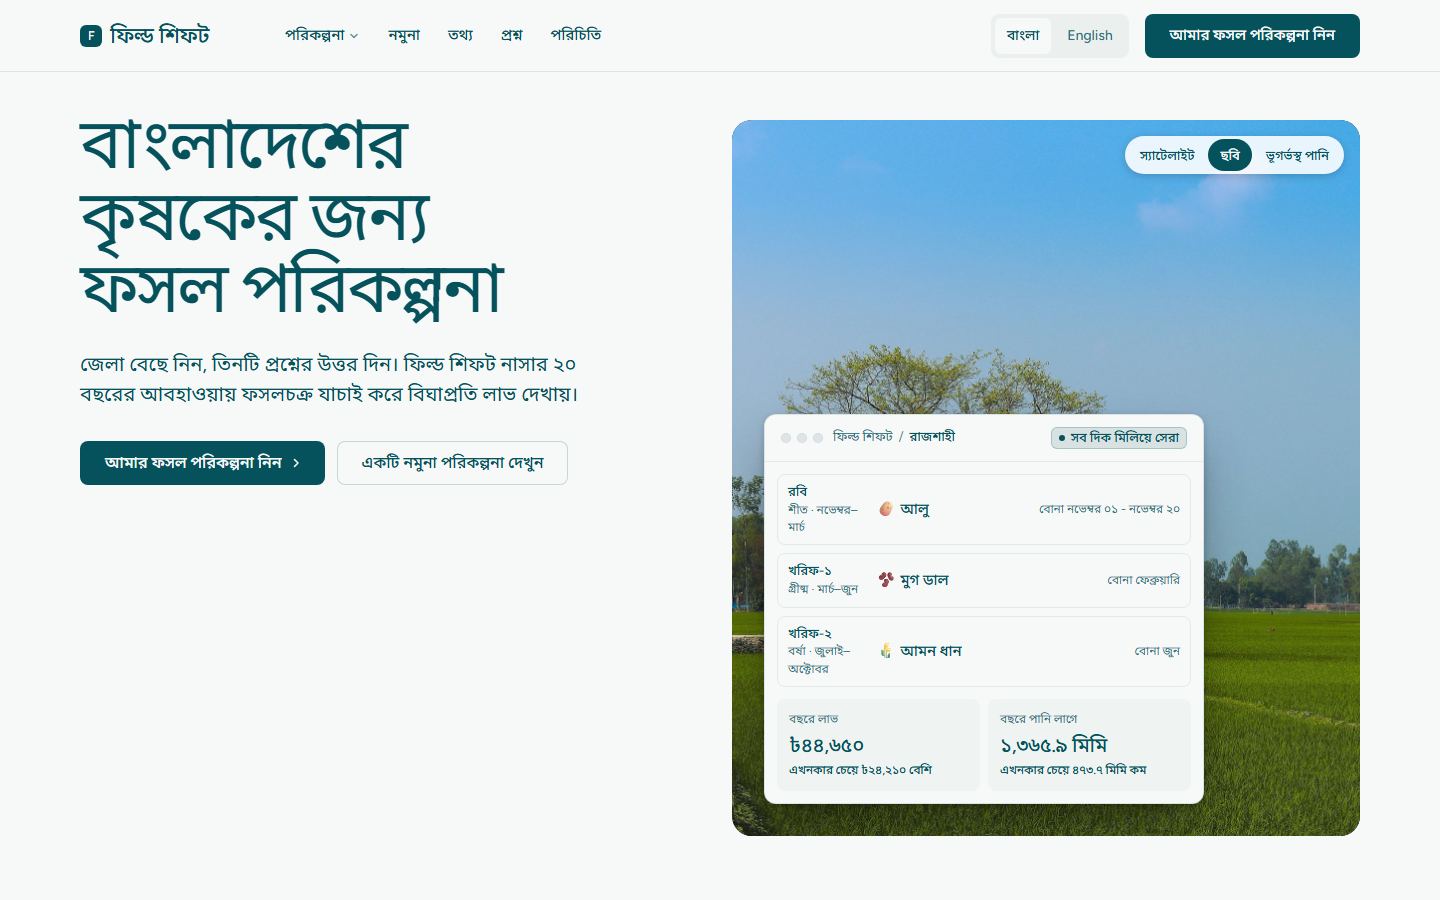 F ফিল্ড শিফট
পরিকল্পনা
নমুনা
তথ্য
প্রশ্ন
পরিচিতি
বাংলা
English
আমার ফসল পরিকল্পনা নিন
বাংলাদেশের
কৃষকের জন্য
ফসল পরিকল্পনা
জেলা বেছে নিন, তিনটি প্রশ্নের উত্তর দিন। ফিল্ড শিফট নাসার ২০
বছরের আবহাওয়ায় ফসলচক্র যাচাই করে বিঘাপ্রতি লাভ দেখায়।
আমার ফসল পরিকল্পনা নিন
একটি নমুনা পরিকল্পনা দেখুন
স্যাটেলাইট
ছবি
ভূগর্ভস্থ পানি
ফিল্ড শিফট / রাজশাহী
সব দিক মিলিয়ে সেরা
রবি
শীত · নভেম্বর–
মার্চ
আলু
বোনা নভেম্বর ০১ - নভেম্বর ২০
খরিফ-১
গ্রীষ্ম · মার্চ–জুন
মুগ ডাল
বোনা ফেব্রুয়ারি
খরিফ-২
বর্ষা · জুলাই–
অক্টোবর
আমন ধান
বোনা জুন
বছরে লাভ
৳৪৪,৬৫০
এখনকার চেয়ে ৳২৪,২১০ বেশি
বছরে পানি লাগে
১,৩৬৫.৯ মিমি
এখনকার চেয়ে ৪৭৩.৭ মিমি কম